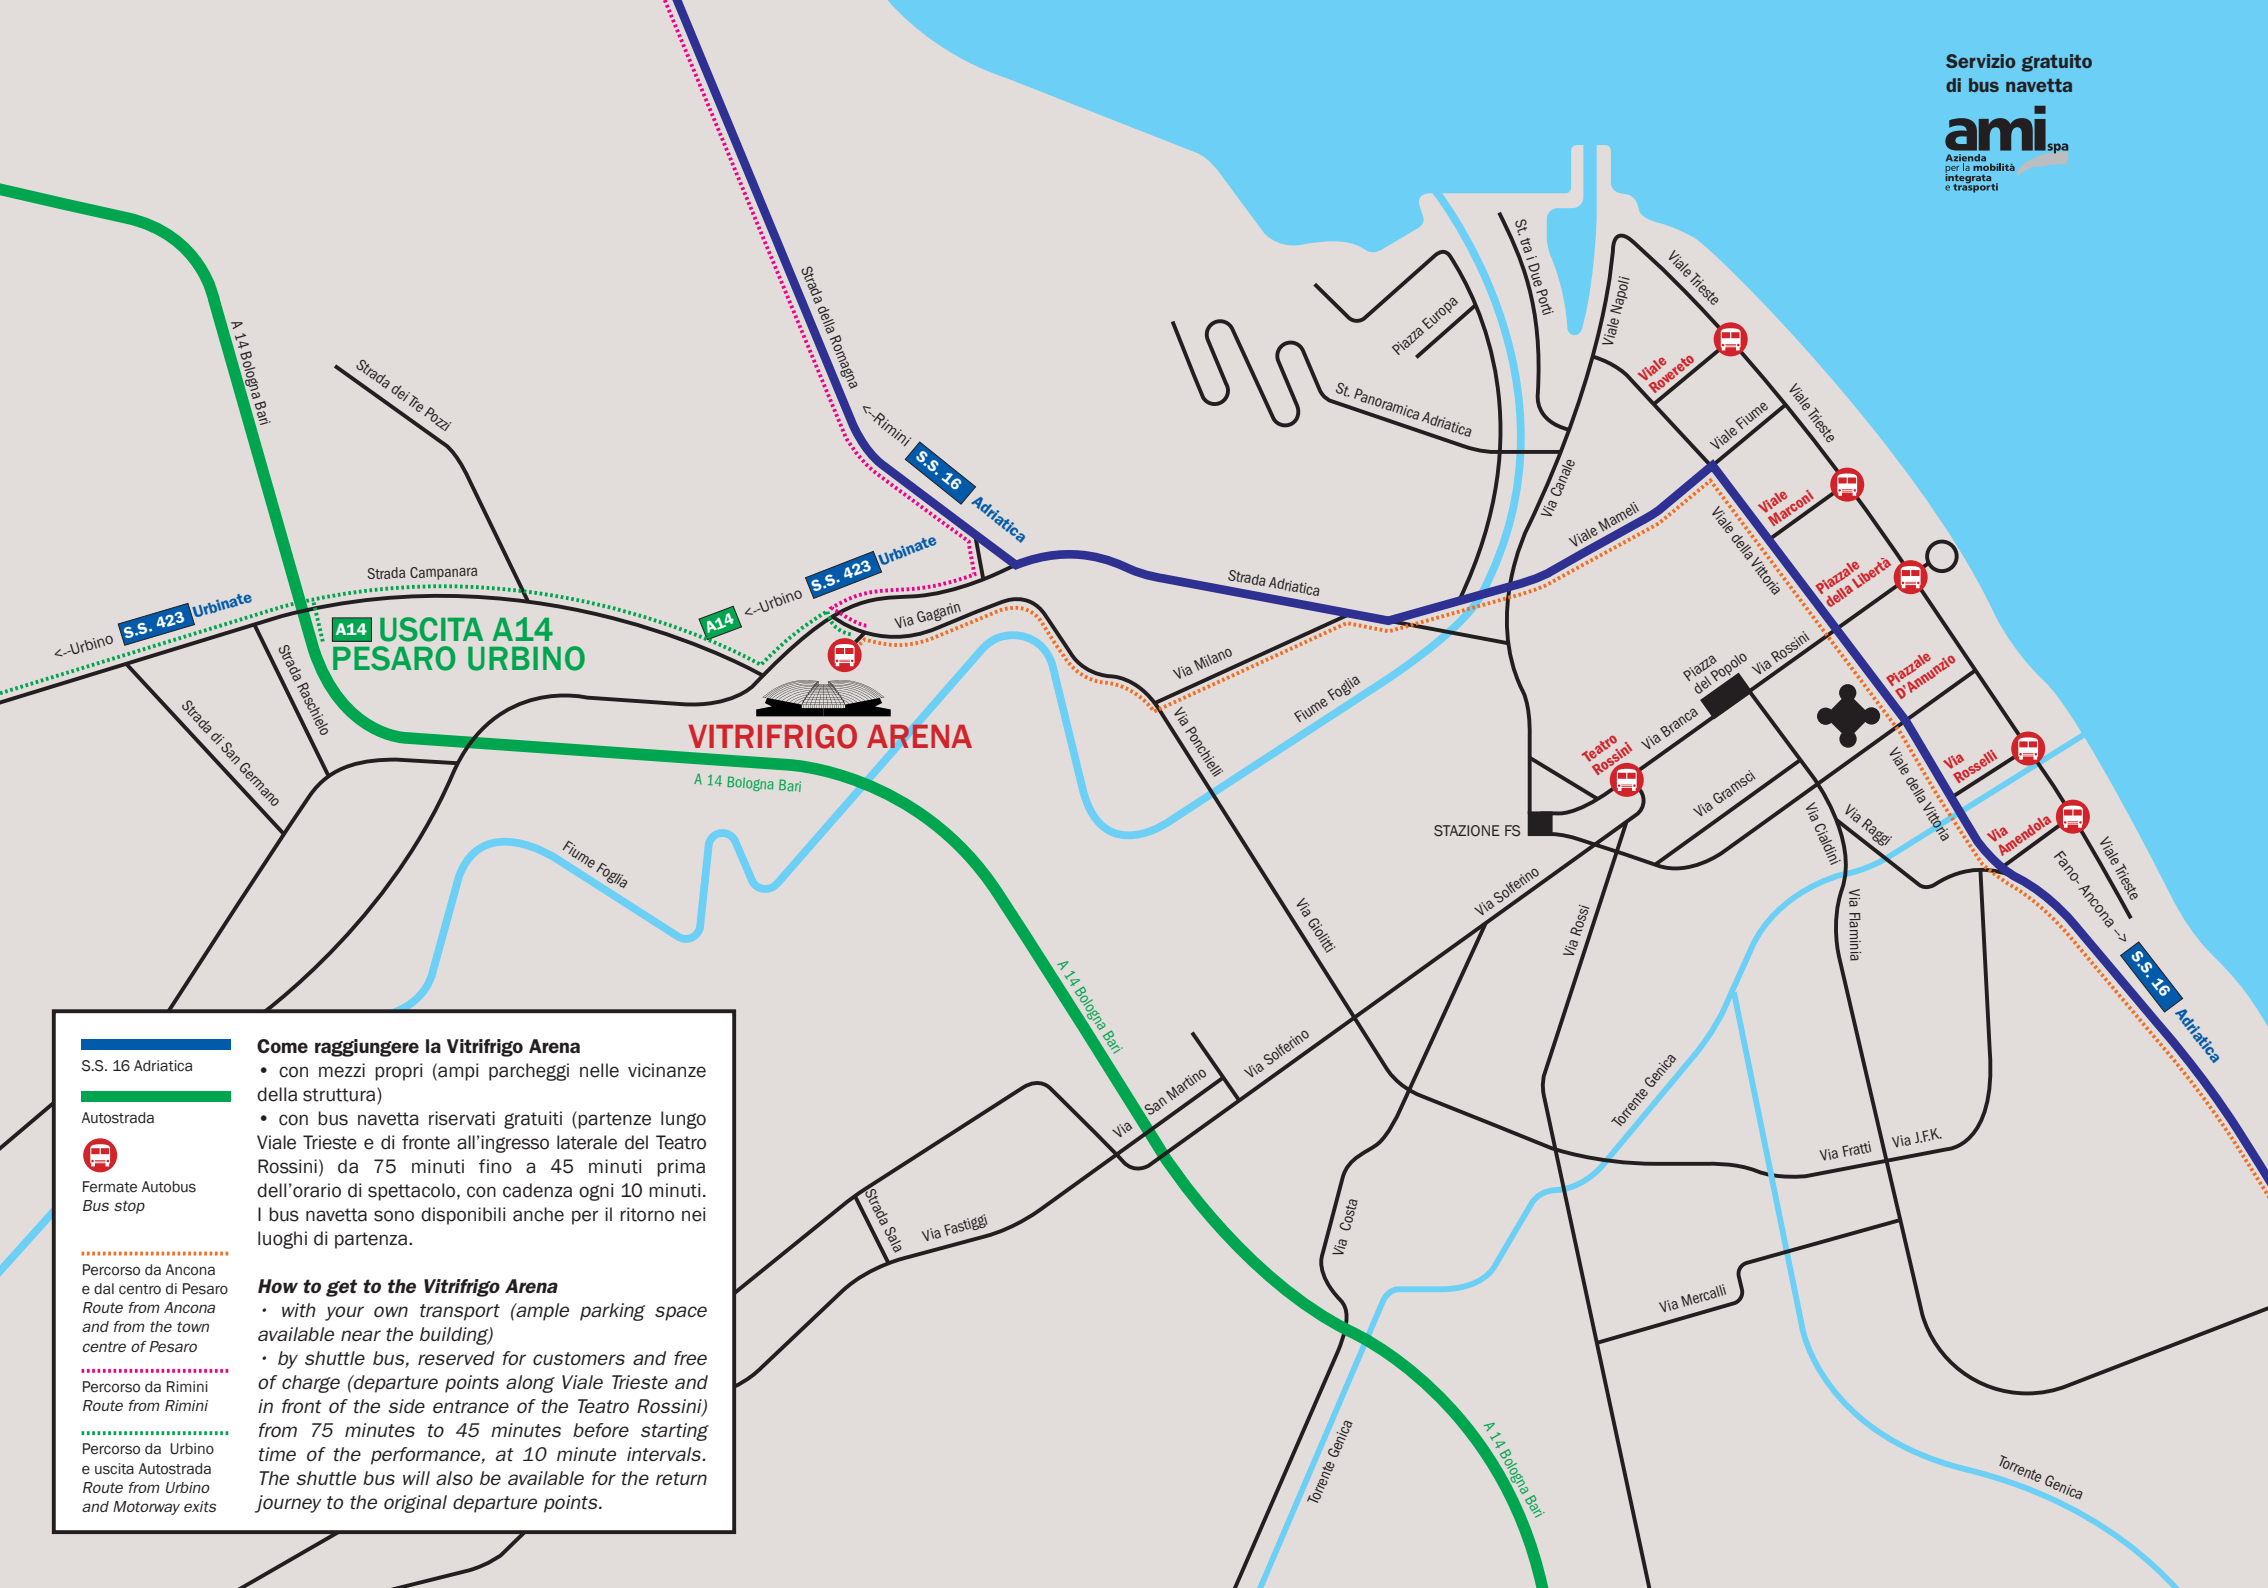 Servizio gratuito
di bus navetta
ami spa
Azienda
per la mobilità
integrata
e trasporti
A 14 Bologna Bari
Strada dei Tre Pozzi
Strada della Romagna
<--Rimini
S.S. 16
Adriatica
St. tra i Due Porti
Piazza Europa
St. Panoramica Adriatica
Viale Napoli
Viale Trieste
Viale
Rovereto
Viale Fiume
Viale Trieste
Via Canale
Viale Mameli
Viale
Marconi
Viale della Vittoria
Piazzale
della Libertà
Strada Campanara
<--Urbino
S.S. 423
Urbinate
A14
<--Urbino
S.S. 423
Urbinate
A14 USCITA A14
PESARO URBINO
Strada Raschielo
Strada di San Germano
Via Gagarin
Strada Adriatica
Via Milano
Fiume Foglia
Via Ponchielli
VITRIFRIGO ARENA
A 14 Bologna Bari
Piazza
del Popolo
Via Rossini
Piazzale
D'Annunzio
Via Branca
Teatro
Rossini
Via Gramsci
STAZIONE FS
Viale della Vittoria
Via
Rosselli
Via Cialdini
Via Raggi
Via
Amendola
Viale Trieste
Fano- Ancona -->
S.S. 16
Adriatica
Fiume Foglia
Via Solferino
Via Giolitti
Via Rossi
Via Flaminia
A 14 Bologna Bari
Via Solferino
Via San Martino
Torrente Genica
Via Fratti
Via J.F.K.
Strada Sala
Via Fastiggi
Via Costa
Via Mercalli
Torrente Genica
A 14 Bologna Bari
Torrente Genica
S.S. 16 Adriatica
Autostrada
Fermate Autobus
Bus stop
Percorso da Ancona
e dal centro di Pesaro
Route from Ancona
and from the town
centre of Pesaro
Percorso da Rimini
Route from Rimini
Percorso da Urbino
e uscita Autostrada
Route from Urbino
and Motorway exits
Come raggiungere la Vitrifrigo Arena
• con mezzi propri (ampi parcheggi nelle vicinanze
della struttura)
• con bus navetta riservati gratuiti (partenze lungo
Viale Trieste e di fronte all'ingresso laterale del Teatro
Rossini) da 75 minuti fino a 45 minuti prima
dell'orario di spettacolo, con cadenza ogni 10 minuti.
I bus navetta sono disponibili anche per il ritorno nei
luoghi di partenza.
How to get to the Vitrifrigo Arena
· with your own transport (ample parking space
available near the building)
· by shuttle bus, reserved for customers and free
of charge (departure points along Viale Trieste and
in front of the side entrance of the Teatro Rossini)
from 75 minutes to 45 minutes before starting
time of the performance, at 10 minute intervals.
The shuttle bus will also be available for the return
journey to the original departure points.